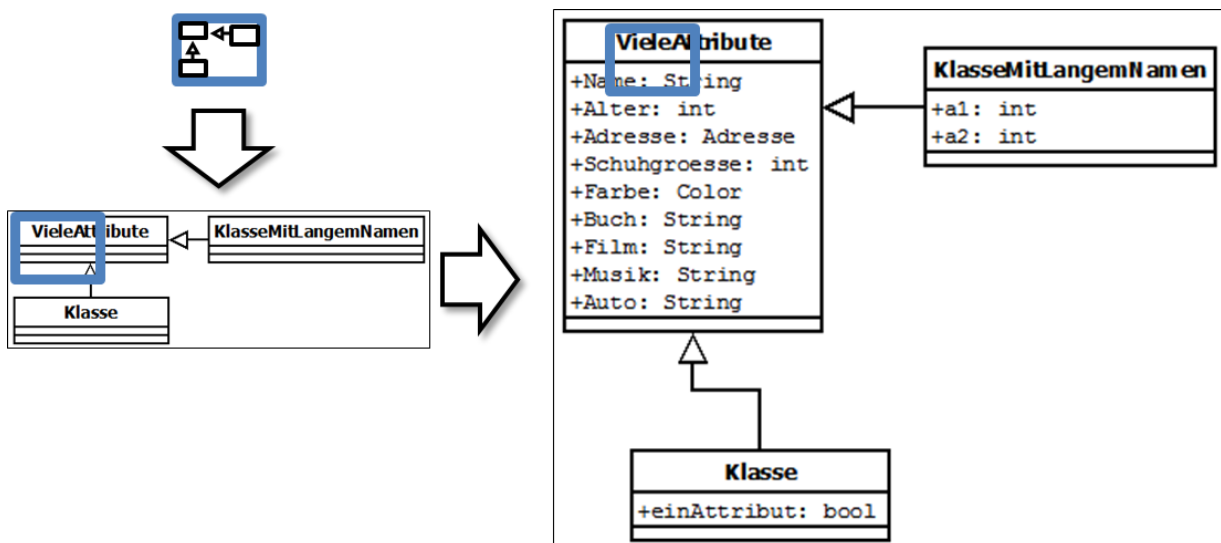 VieleAttribute
KlasseMitLangemNamen
Klasse
VieleAttribute
+Name: String
+Alter: int
+Adresse: Adresse
+Schuhgroesse: int
+Farbe: Color
+Buch: String
+Film: String
+Musik: String
+Auto: String
KlasseMitLangemNamen
+a1: int
+a2: int
Klasse
+einAttribut: bool